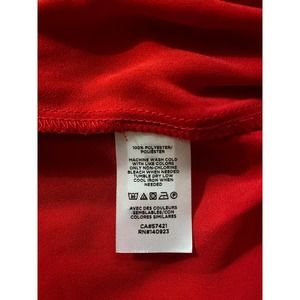 100% POLYESTER/
POLIÉSTER
MACHINE WASH COLD
WITH LIKE COLORS
ONLY NON-CHLORINE
BLEACH WHEN NEEDED
TUMBLE DRY LOW
COOL IRON WHEN
NEEDED
AVEC DES COULEURS
SEMBLABLES/CON
COLORES SIMILARES
CA#57421
RN#140923